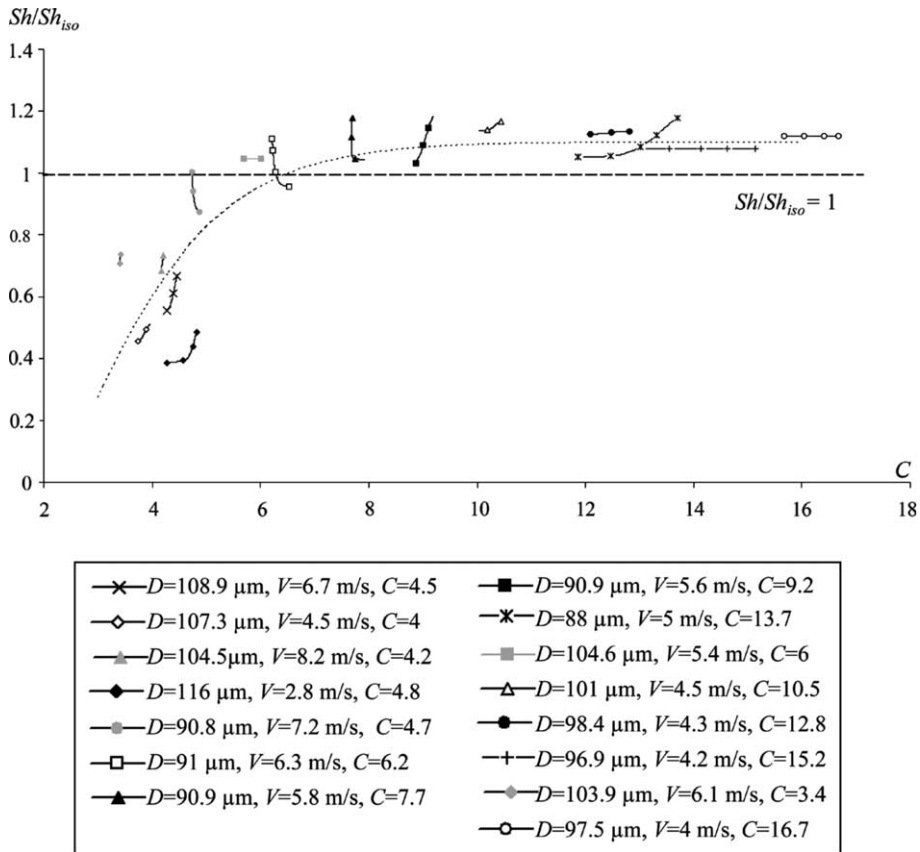 Sh/Sh_iso
1.4
1.2
1
0.8
0.6
0.4
0.2
0
Sh/Sh_iso = 1
C
2 4 6 8 10 12 14 16 18
D=108.9 µm, V=6.7 m/s, C=4.5
D=107.3 µm, V=4.5 m/s, C=4
D=104.5µm, V=8.2 m/s, C=4.2
D=116 µm, V=2.8 m/s, C=4.8
D=90.8 µm, V=7.2 m/s, C=4.7
D=91 µm, V=6.3 m/s, C=6.2
D=90.9 µm, V=5.8 m/s, C=7.7
D=90.9 µm, V=5.6 m/s, C=9.2
D=88 µm, V=5 m/s, C=13.7
D=104.6 µm, V=5.4 m/s, C=6
D=101 µm, V=4.5 m/s, C=10.5
D=98.4 µm, V=4.3 m/s, C=12.8
D=96.9 µm, V=4.2 m/s, C=15.2
D=103.9 µm, V=6.1 m/s, C=3.4
D=97.5 µm, V=4 m/s, C=16.7